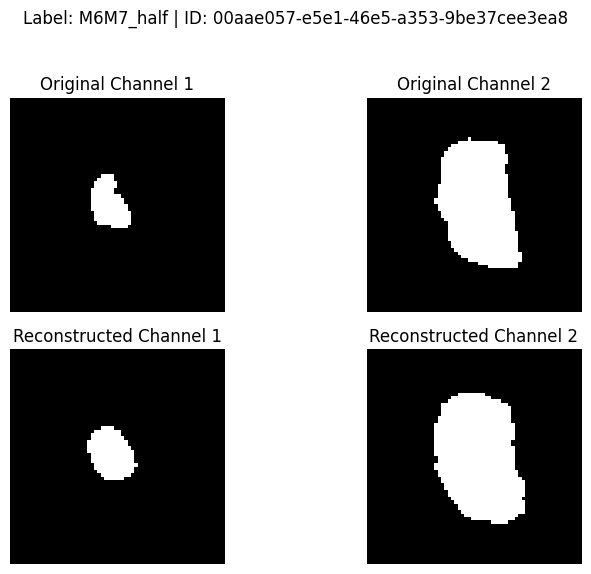 Label: M6M7_half | ID: 00aae057-e5e1-46e5-a353-9be37cee3ea8
Original Channel 1
Original Channel 2
Reconstructed Channel 1
Reconstructed Channel 2